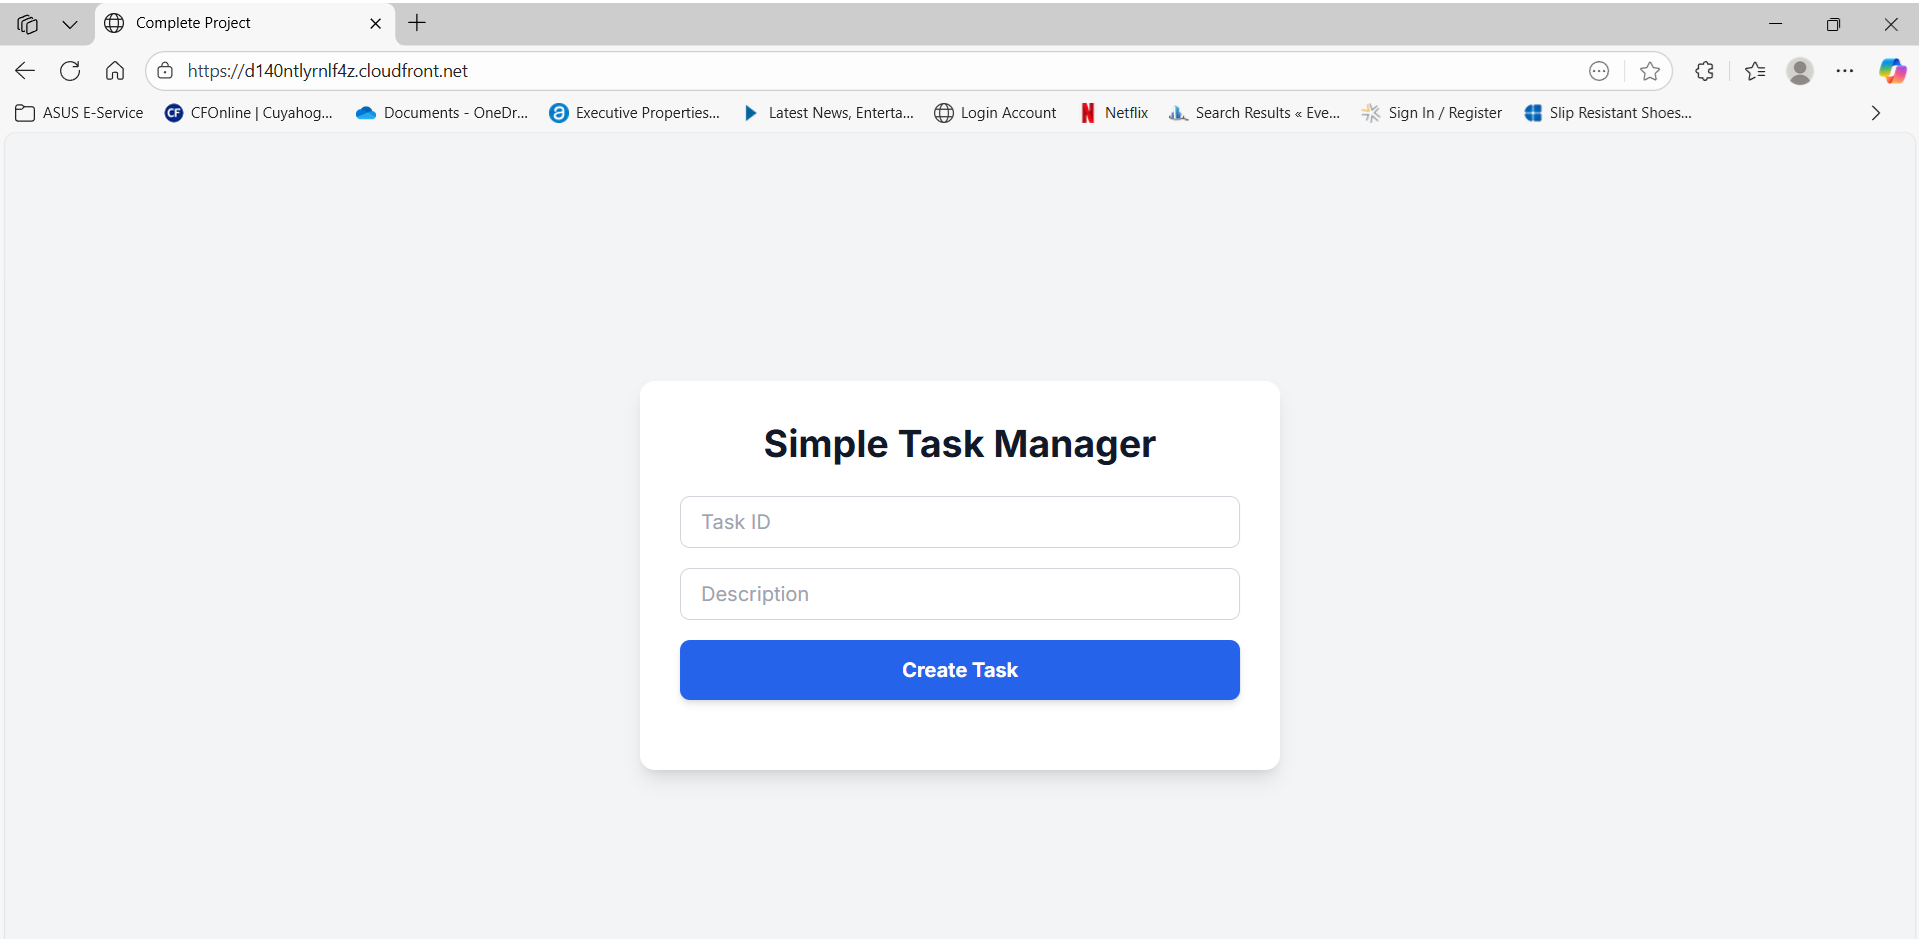 Complete Project
https://d140ntlyrnlf4z.cloudfront.net
ASUS E-Service CFOnline | Cuyahog... Documents - OneDr... Executive Properties... Latest News, Enterta... Login Account Netflix Search Results « Eve... Sign In / Register Slip Resistant Shoes...
Simple Task Manager
Task ID
Description
Create Task